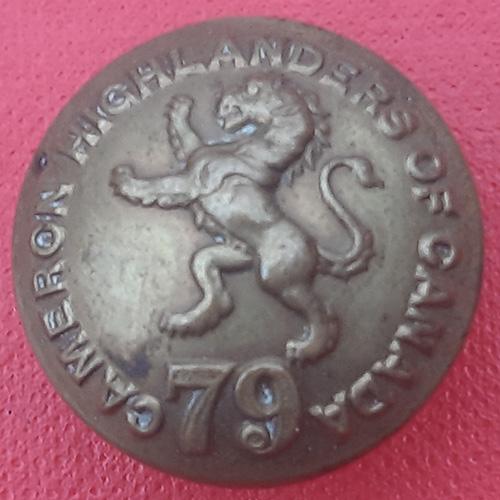 CAMERON HIGHLANDERS OF CANADA
79